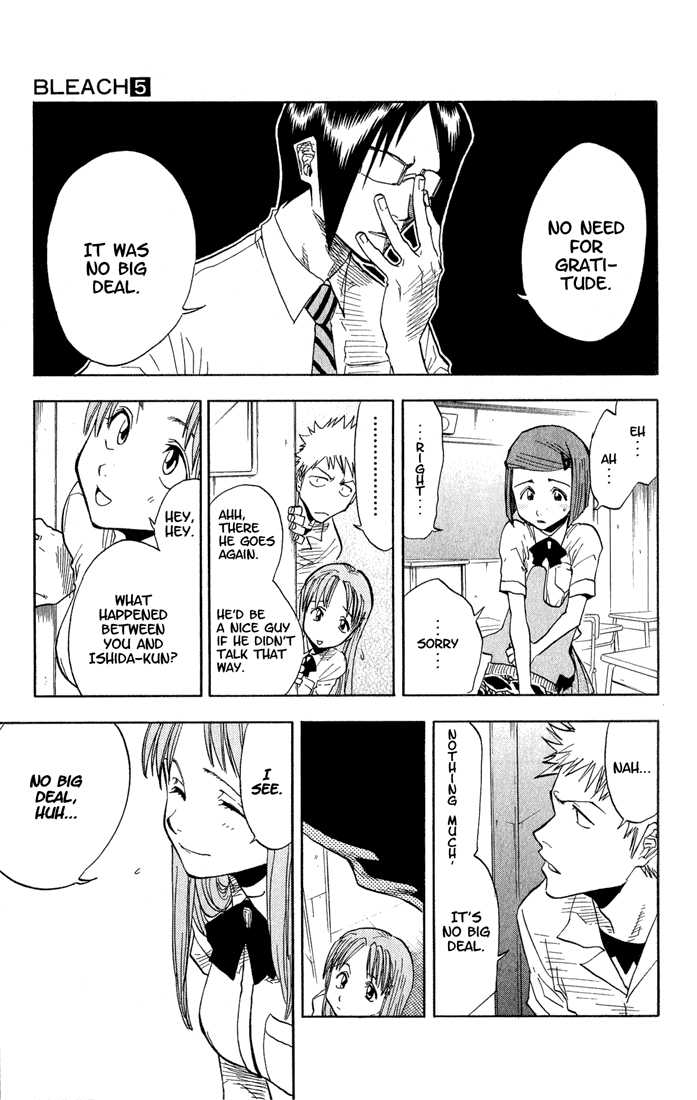 BLEACH 5
NO NEED
FOR
GRATI-
TUDE.
IT WAS
NO BIG
DEAL.
EH
...
AH
...
...RIGHT...
...
SORRY
...........
AHH,
THERE
HE GOES
AGAIN.
HE'D BE
A NICE GUY
IF HE DIDN'T
TALK THAT
WAY.
HEY,
HEY.
WHAT
HAPPENED
BETWEEN
YOU AND
ISHIDA-KUN?
NAH...
NOTHING MUCH,
IT'S
NO BIG
DEAL.
I
SEE.
NO BIG
DEAL,
HUH...